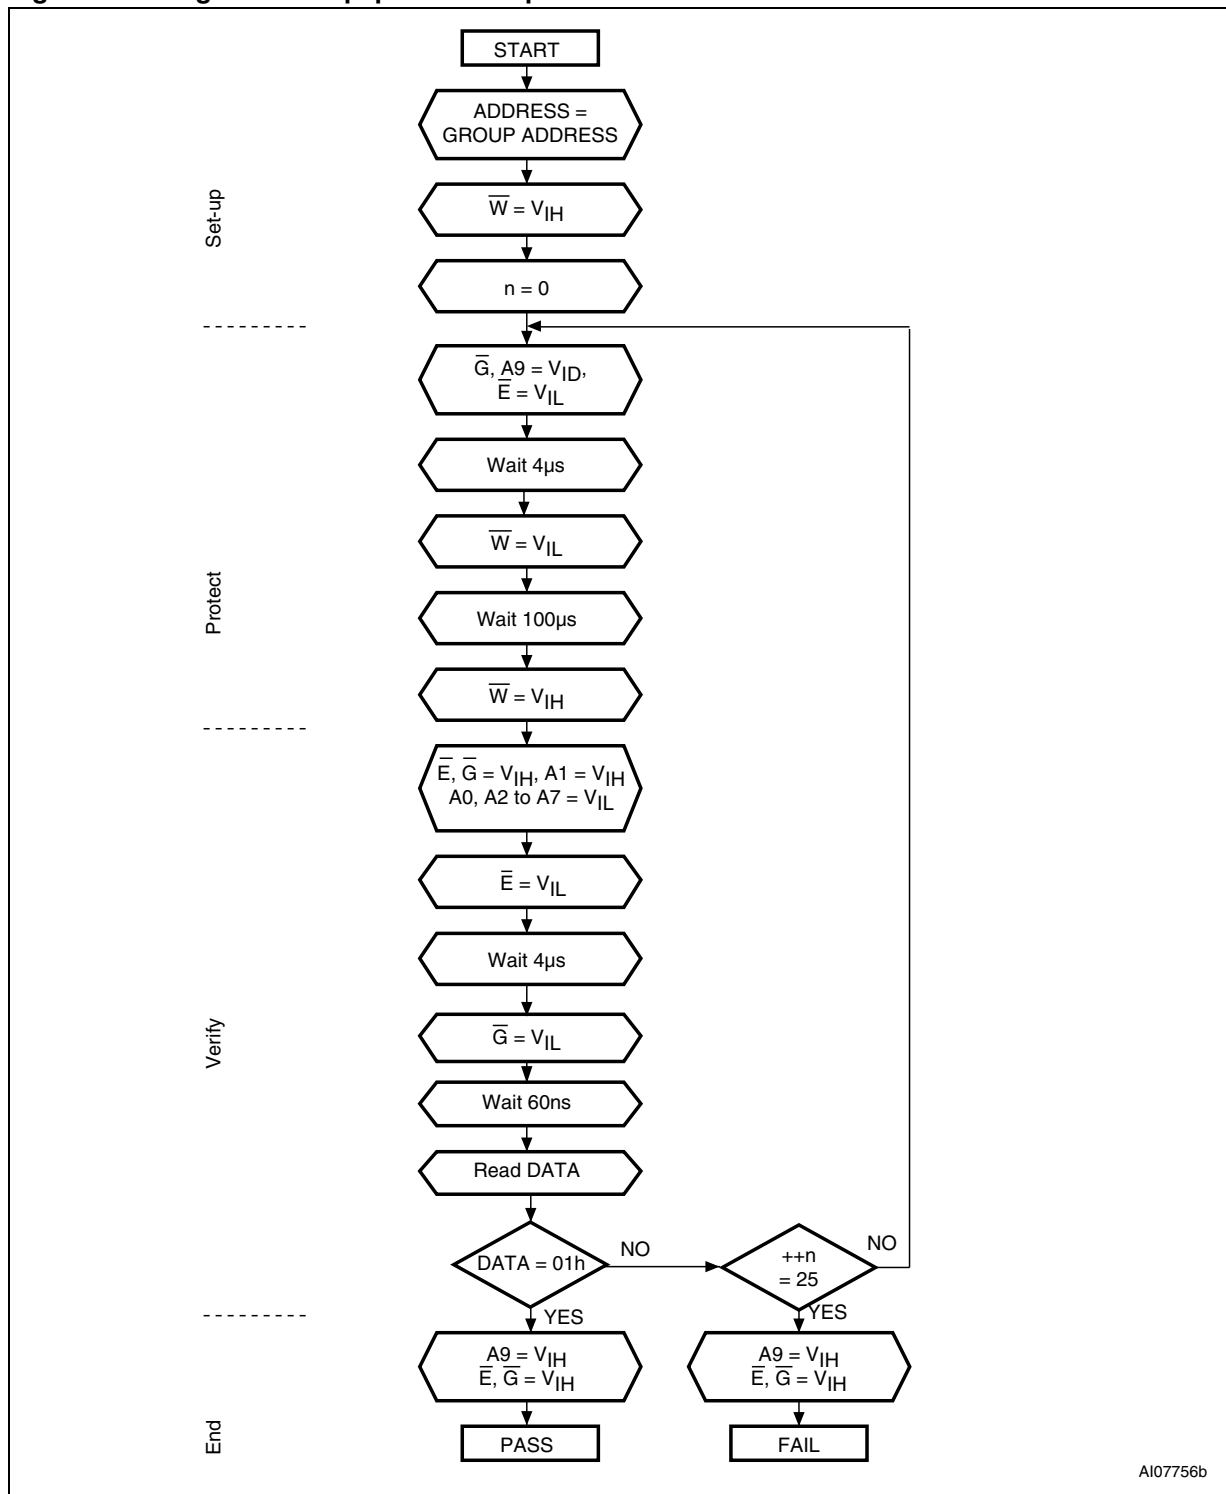 START
ADDRESS =
GROUP ADDRESS
Set-up
W̅ = VIH
n = 0
G̅, A9 = VID,
E̅ = VIL
Wait 4µs
W̅ = VIL
Protect
Wait 100µs
W̅ = VIH
E̅, G̅ = VIH, A1 = VIH
A0, A2 to A7 = VIL
E̅ = VIL
Wait 4µs
Verify
G̅ = VIL
Wait 60ns
Read DATA
DATA = 01h
NO
++n
= 25
NO
YES
YES
A9 = VIH
E̅, G̅ = VIH
A9 = VIH
E̅, G̅ = VIH
End
PASS
FAIL
AI07756b